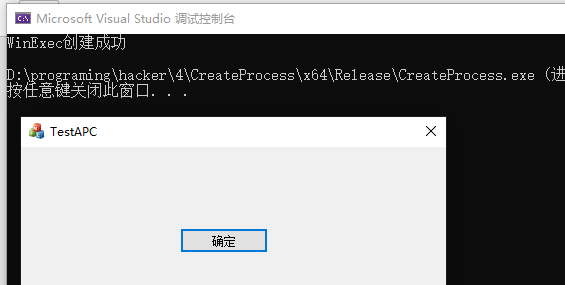 Microsoft Visual Studio 调试控制台
WinExec创建成功
D:\programing\hacker\4\CreateProcess\x64\Release\CreateProcess.exe (进
按任意键关闭此窗口. . .
TestAPC
确定